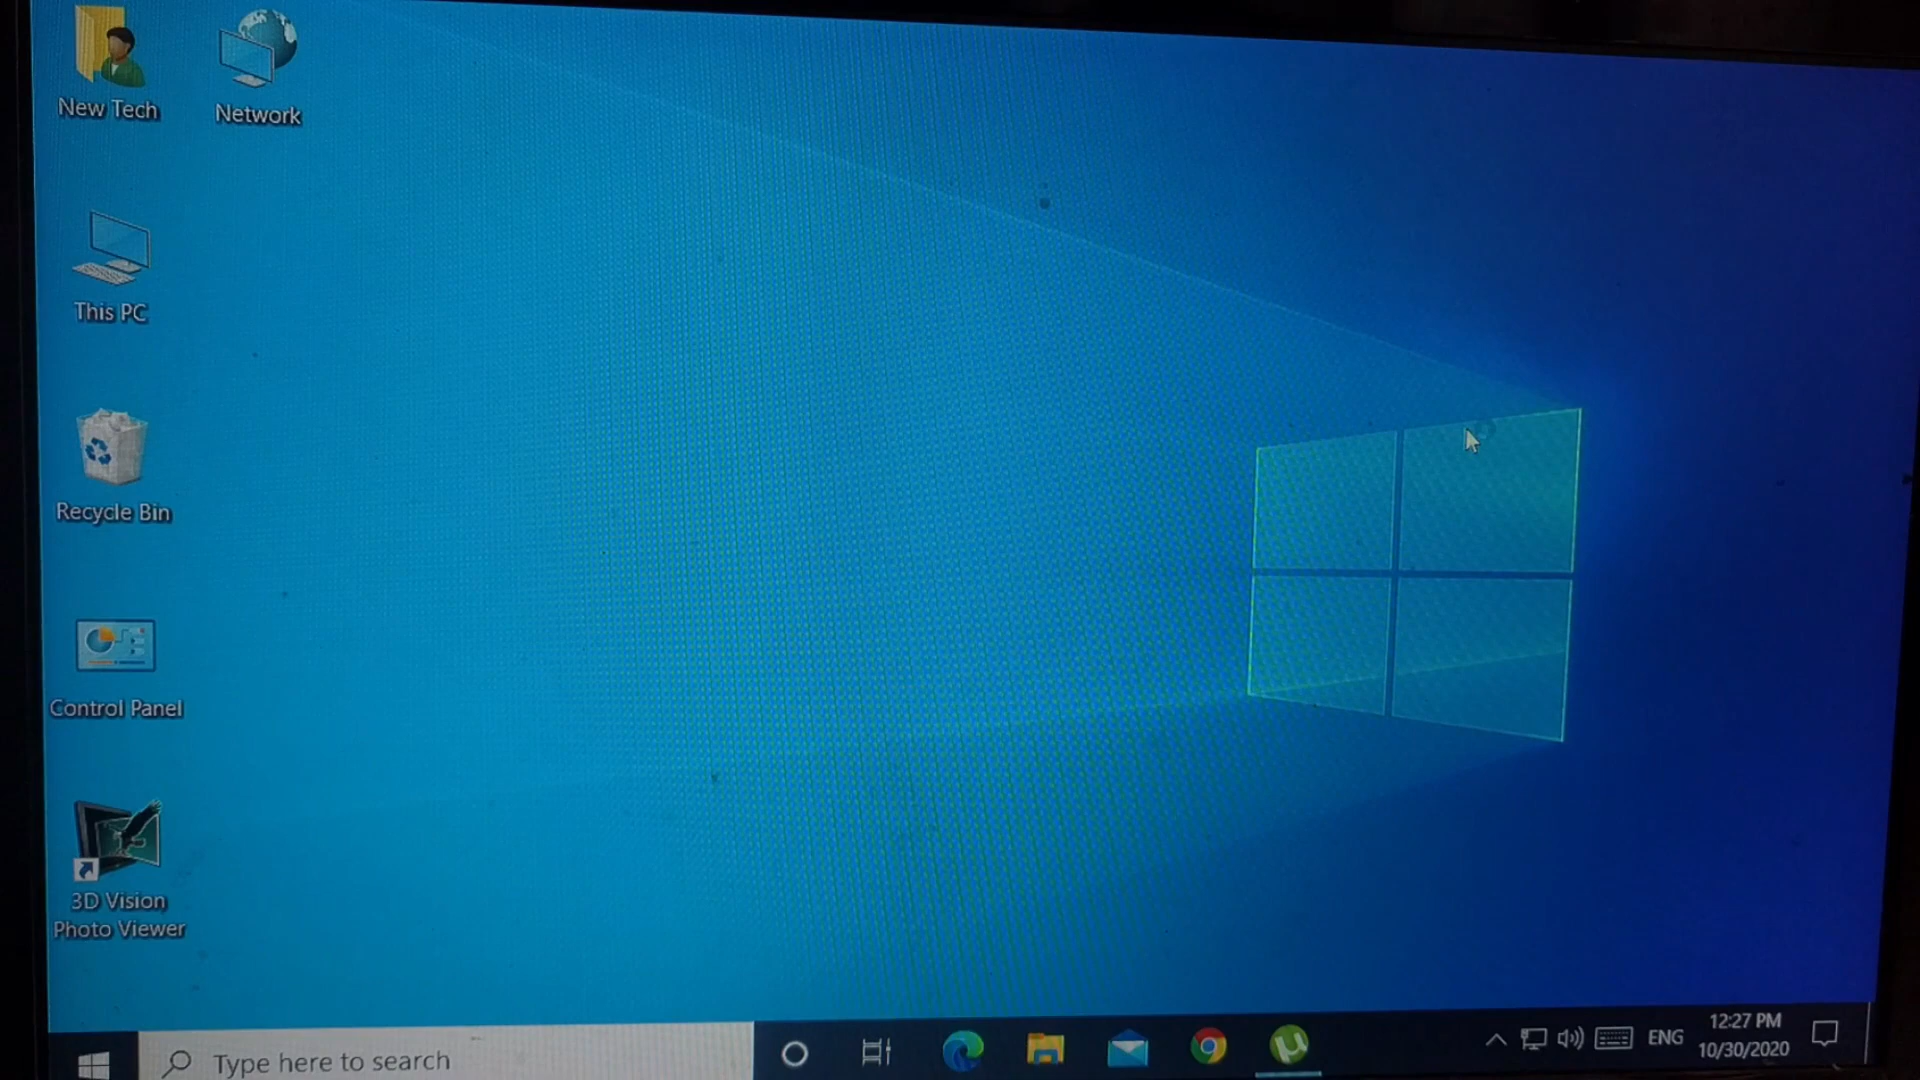 New Tech
Network
This PC
Recycle Bin
Control Panel
3D Vision
Photo Viewer
Type here to search
ENG
12:27 PM
10/30/2020